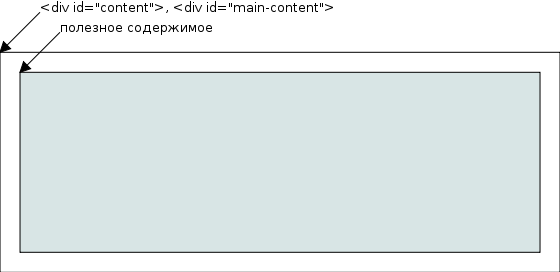 <div id="content">, <div id="main-content">
полезное содержимое